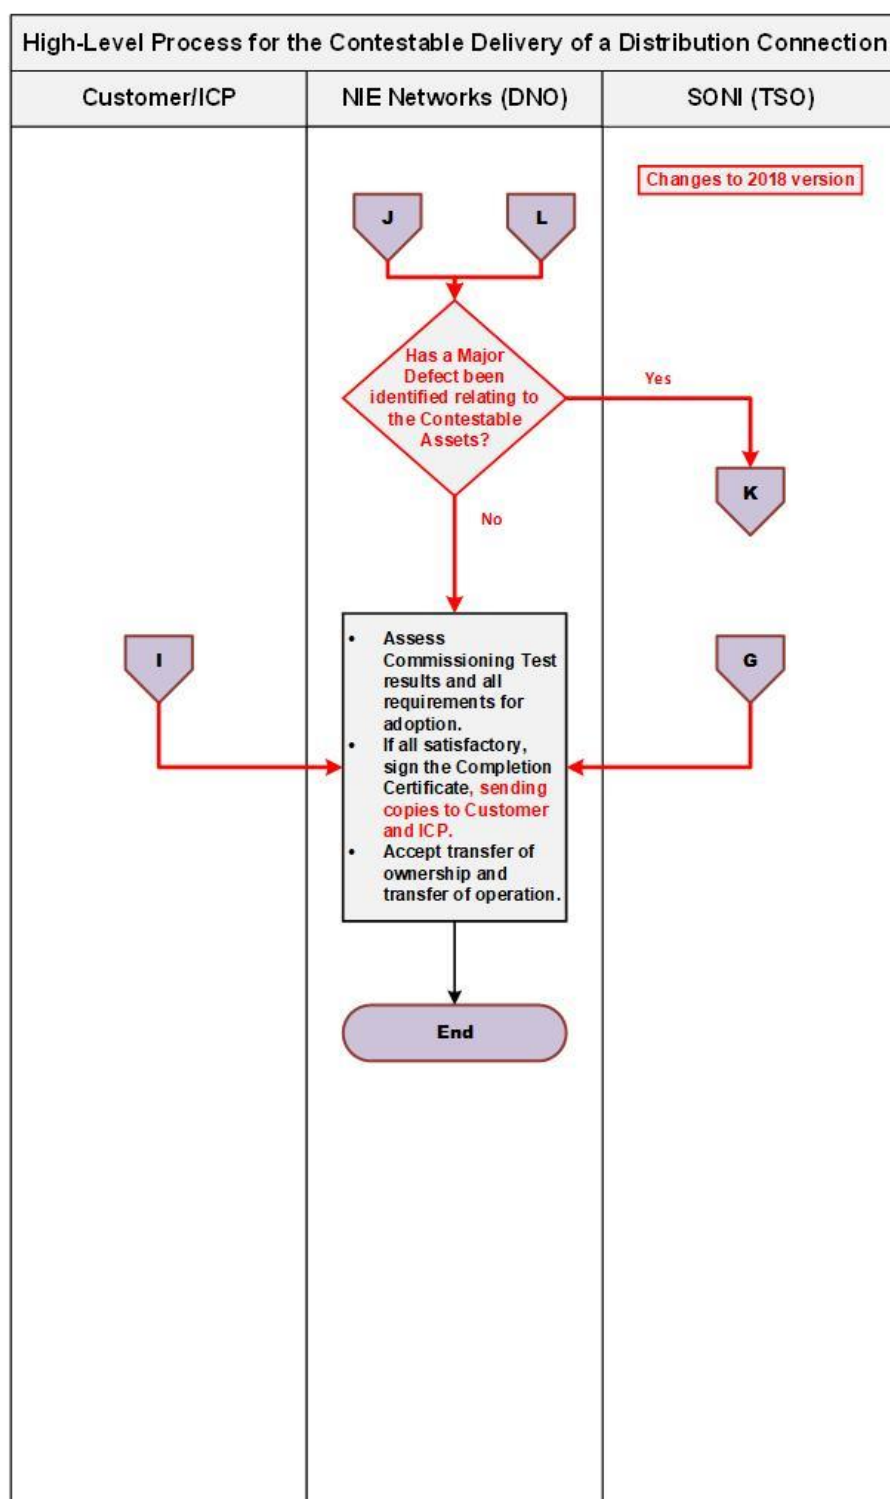 High-Level Process for the Contestable Delivery of a Distribution Connection
Customer/ICP
NIE Networks (DNO)
SONI (TSO)
Changes to 2018 version
J
L
Has a Major
Defect been
identified relating to
the Contestable
Assets?
Yes
K
No
I
G
• Assess
Commissioning Test
results and all
requirements for
adoption.
• If all satisfactory,
sign the Completion
Certificate, sending
copies to Customer
and ICP.
• Accept transfer of
ownership and
transfer of operation.
End